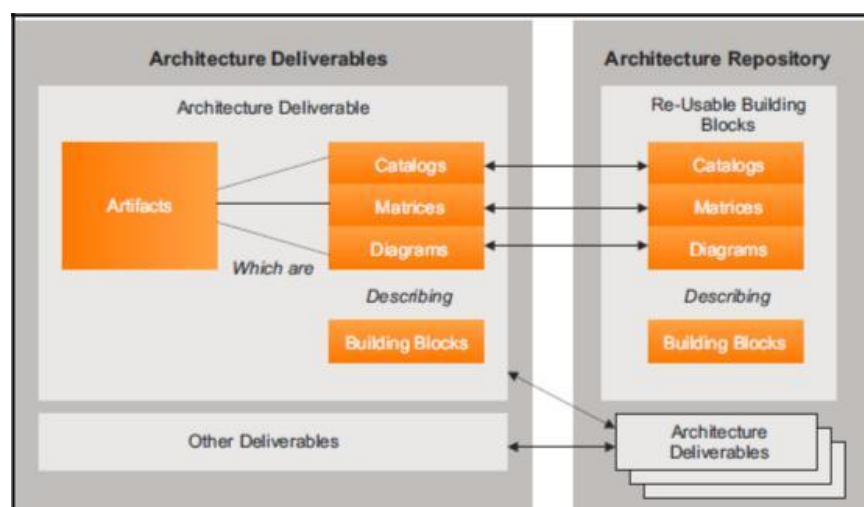 Architecture Deliverables
Architecture Deliverable
Artifacts
Catalogs
Matrices
Diagrams
Which are
Describing
Building Blocks
Other Deliverables
Architecture Repository
Re-Usable Building
Blocks
Catalogs
Matrices
Diagrams
Describing
Building Blocks
Architecture
Deliverables